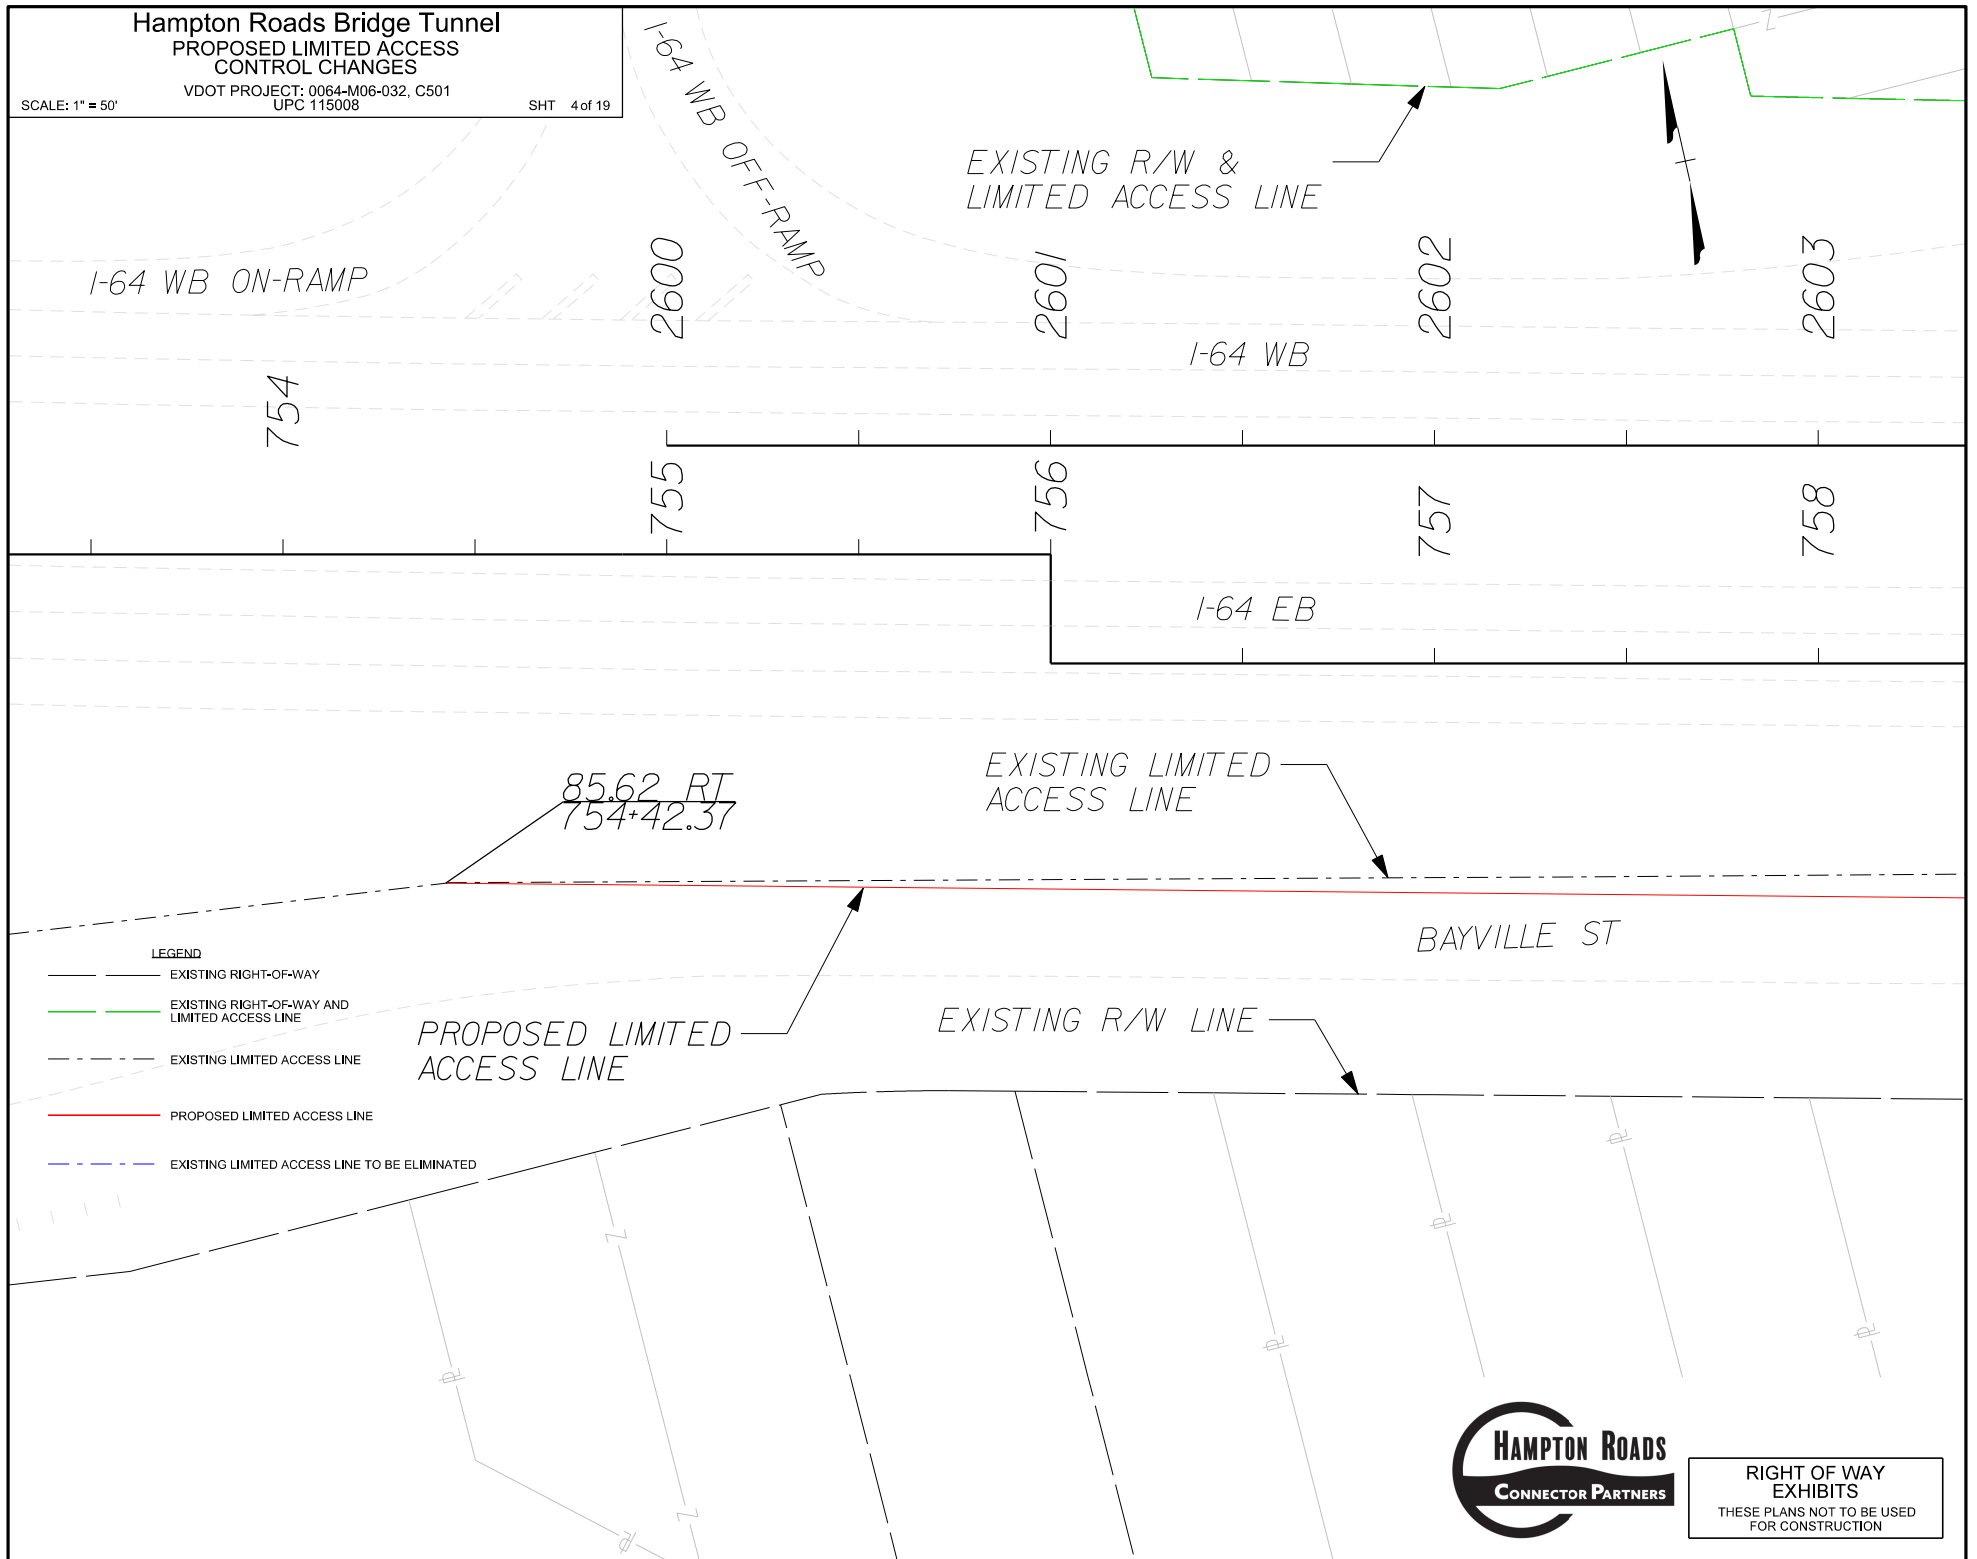 Hampton Roads Bridge Tunnel
PROPOSED LIMITED ACCESS
CONTROL CHANGES
VDOT PROJECT: 0064-M06-032, C501
UPC 115008
SCALE: 1" = 50'
SHT 4 of 19
I-64 WB OFF-RAMP
EXISTING R/W &
LIMITED ACCESS LINE
I-64 WB ON-RAMP
2600
2601
2602
2603
I-64 WB
754
755
756
757
758
I-64 EB
85.62 RT
754+42.37
EXISTING LIMITED
ACCESS LINE
BAYVILLE ST
LEGEND
EXISTING RIGHT-OF-WAY
EXISTING RIGHT-OF-WAY AND
LIMITED ACCESS LINE
EXISTING LIMITED ACCESS LINE
PROPOSED LIMITED ACCESS LINE
EXISTING LIMITED ACCESS LINE TO BE ELIMINATED
PROPOSED LIMITED
ACCESS LINE
EXISTING R/W LINE
HAMPTON ROADS
CONNECTOR PARTNERS
RIGHT OF WAY
EXHIBITS
THESE PLANS NOT TO BE USED
FOR CONSTRUCTION